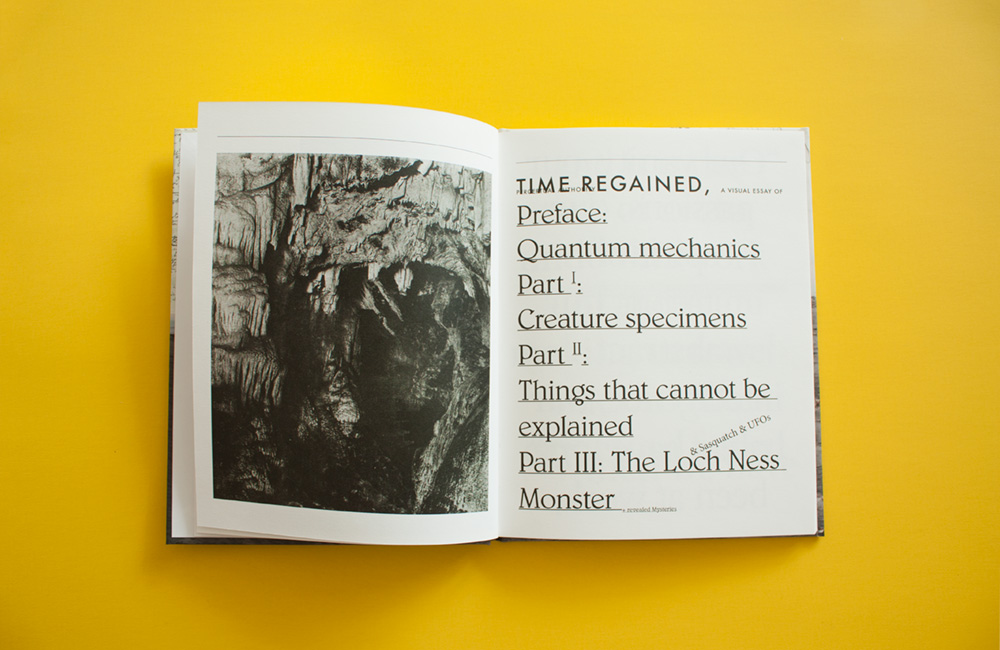 TIME REGAINED, A VISUAL ESSAY OF
Preface:
Quantum mechanics
Part I:
Creature specimens
Part II:
Things that cannot be
explained
& Sasquatch & UFOs
Part III: The Loch Ness
Monster
revealed Mysteries